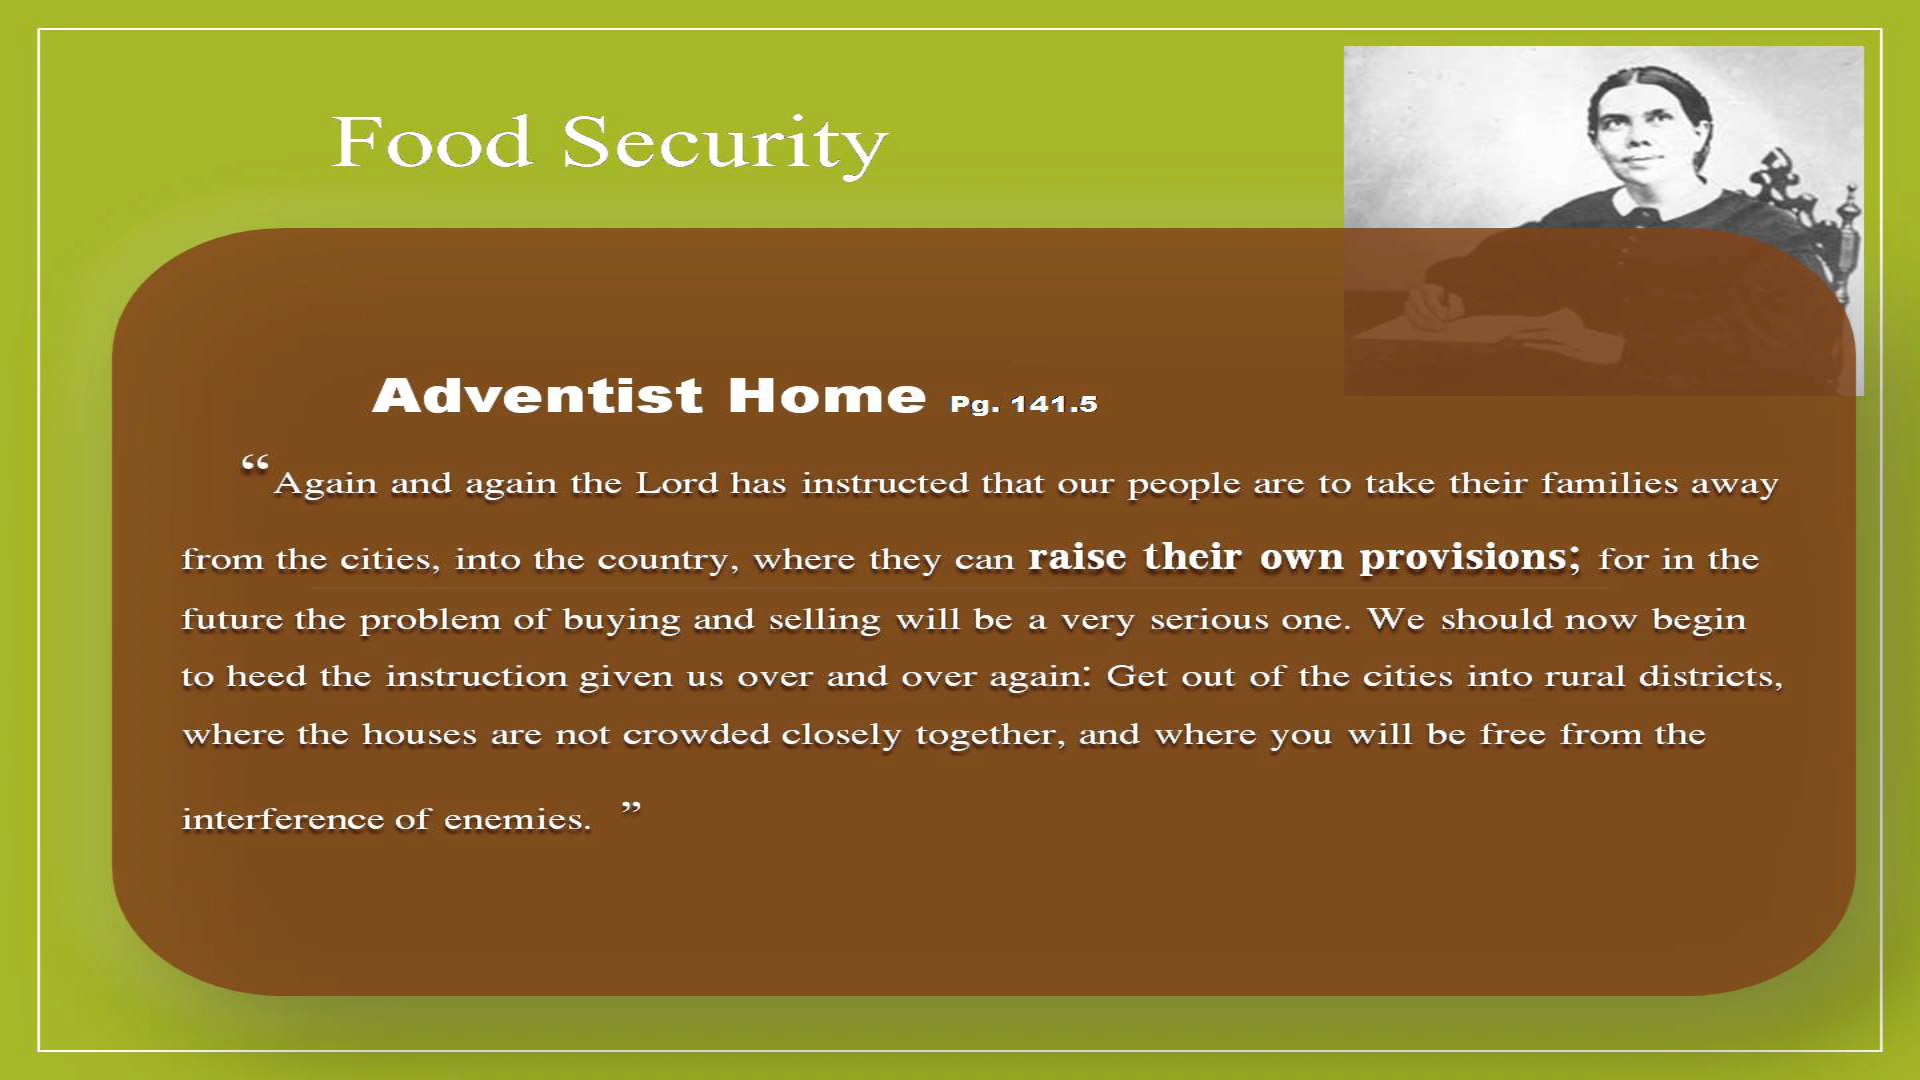 Food Security
Adventist Home Pg. 141.5
“Again and again the Lord has instructed that our people are to take their families away
from the cities, into the country, where they can raise their own provisions; for in the
future the problem of buying and selling will be a very serious one. We should now begin
to heed the instruction given us over and over again: Get out of the cities into rural districts,
where the houses are not crowded closely together, and where you will be free from the
interference of enemies. ”